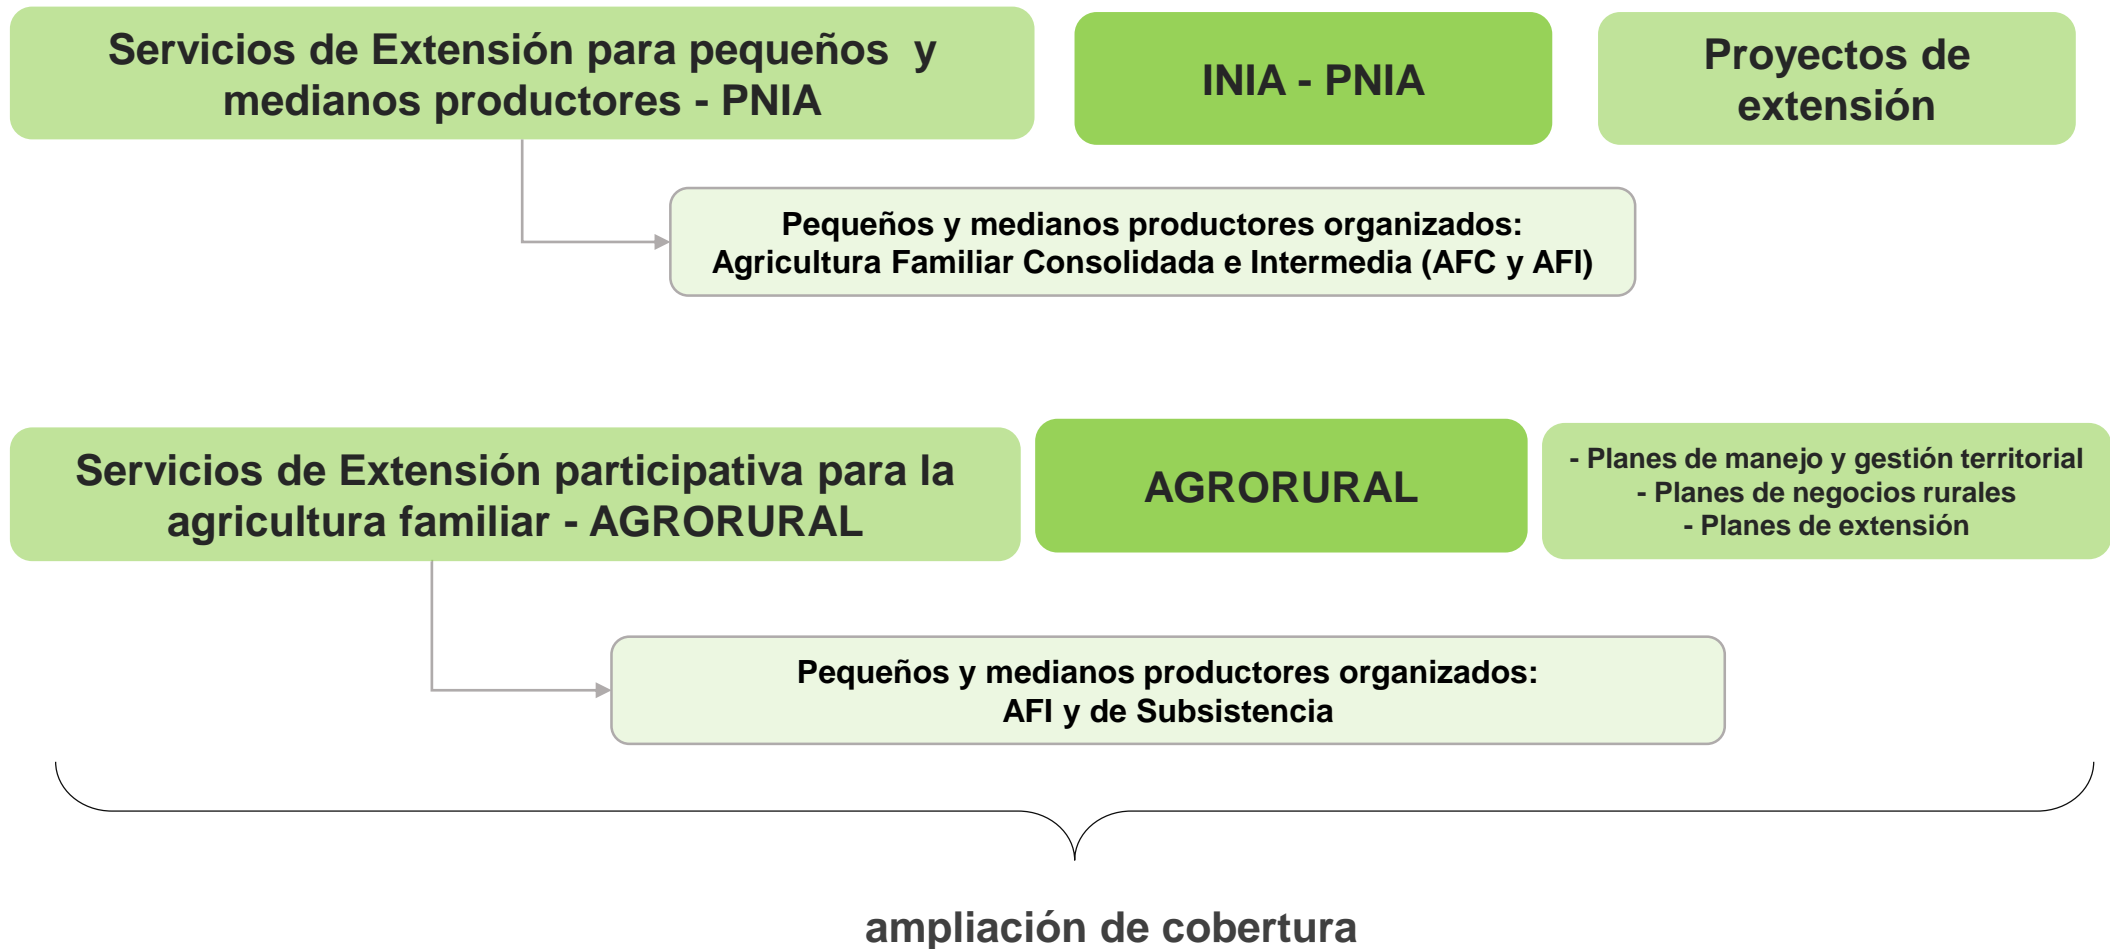 Servicios de Extensión para pequeños y
medianos productores - PNIA
INIA - PNIA
Proyectos de
extensión
Pequeños y medianos productores organizados:
Agricultura Familiar Consolidada e Intermedia (AFC y AFI)
Servicios de Extensión participativa para la
agricultura familiar - AGRORURAL
AGRORURAL
- Planes de manejo y gestión territorial
- Planes de negocios rurales
- Planes de extensión
Pequeños y medianos productores organizados:
AFI y de Subsistencia
ampliación de cobertura